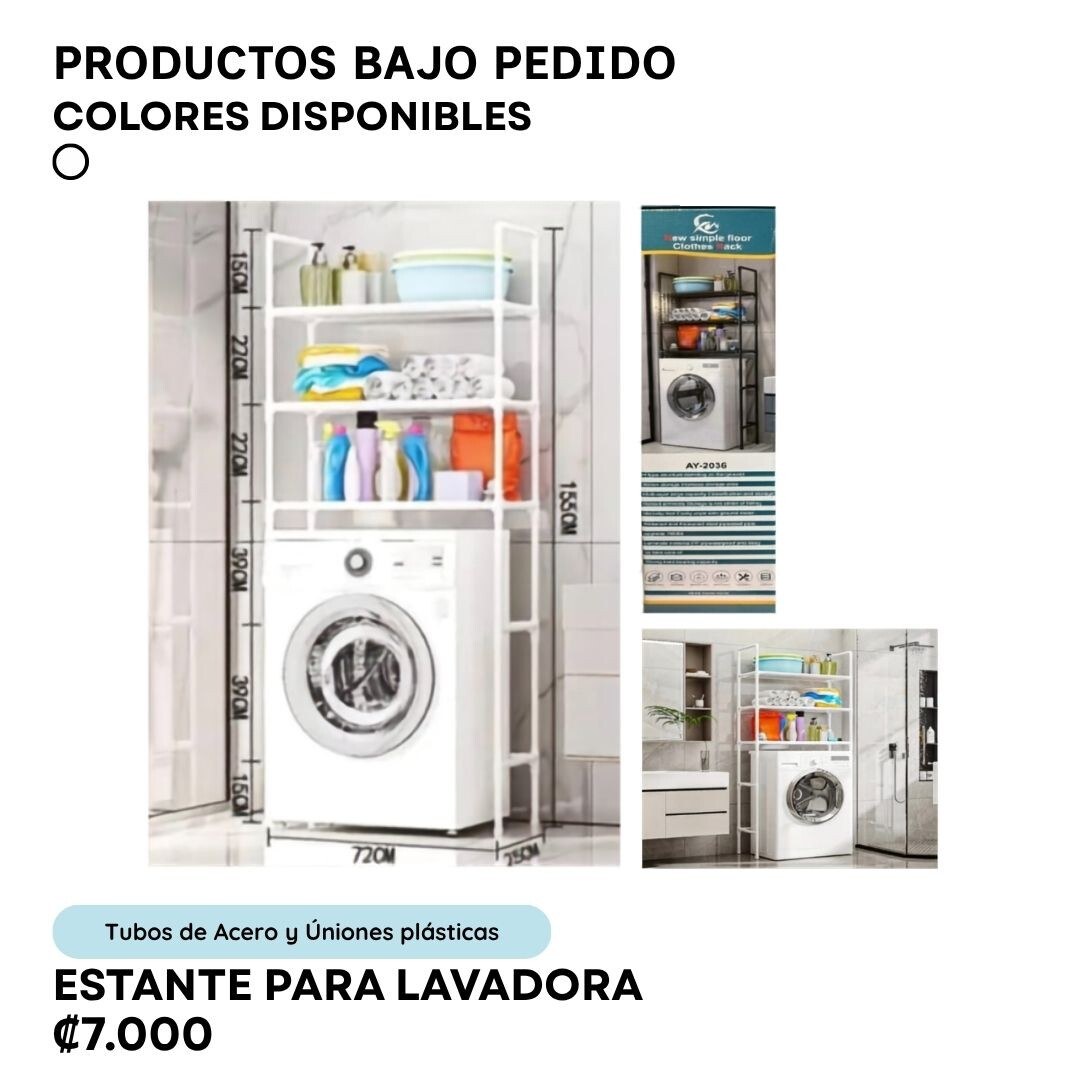 PRODUCTOS BAJO PEDIDO
COLORES DISPONIBLES
15CM
22CM
22CM
39CM
39CM
15CM
155CM
72CM
25CM
New simple floor
Clothes Rack
AY-2036
Tubos de Acero y Úniones plásticas
ESTANTE PARA LAVADORA
₡7.000